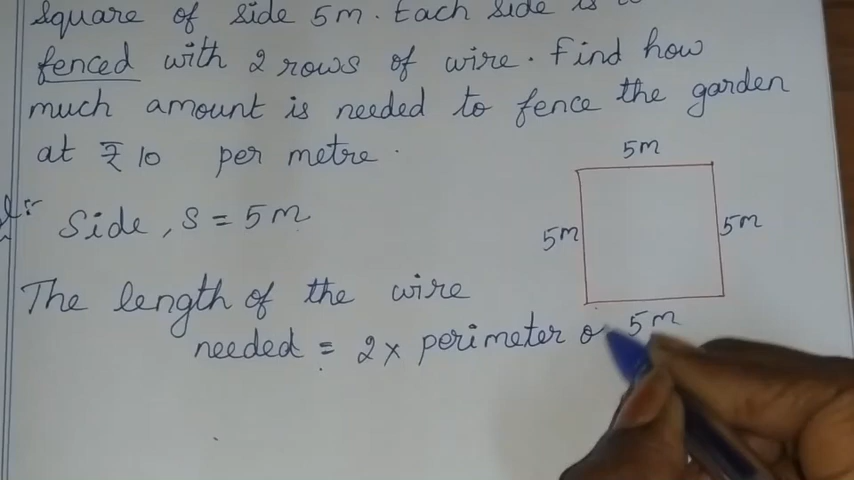 Square of side 5m. Each side is to
fenced with 2 rows of wire. Find how
much amount is needed to fence the garden
at ₹ 10 per metre.
5m
Side, S = 5m
5m
5m
The length of the wire
5m
needed = 2 x perimeter o